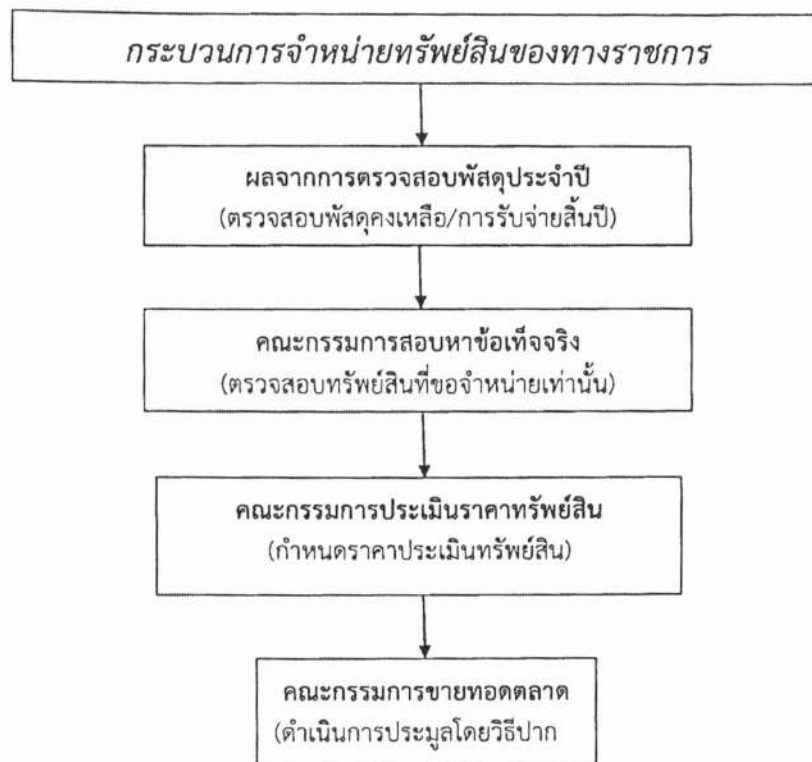 กระบวนการจำหน่ายทรัพย์สินของทางราชการ
ผลจากการตรวจสอบพัสดุประจำปี
(ตรวจสอบพัสดุคงเหลือ/การรับจ่ายสิ้นปี)
คณะกรรมการสอบหาข้อเท็จจริง
(ตรวจสอบทรัพย์สินที่ขอจำหน่ายเท่านั้น)
คณะกรรมการประเมินราคาทรัพย์สิน
(กำหนดราคาประเมินทรัพย์สิน)
คณะกรรมการขายทอดตลาด
(ดำเนินการประมูลโดยวิธีปาก